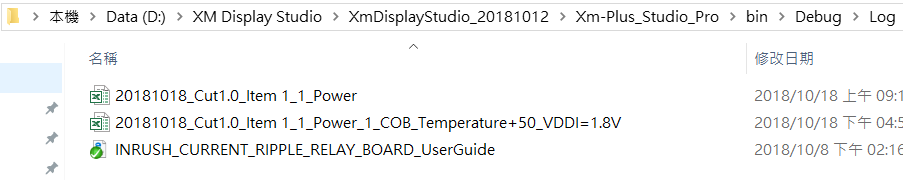 本機 > Data (D:) > XM Display Studio > XmDisplayStudio_20181012 > Xm-Plus_Studio_Pro > bin > Debug > Log
名稱 修改日期
20181018_Cut1.0_Item 1_1_Power 2018/10/18 上午 09:1
20181018_Cut1.0_Item 1_1_Power_1_COB_Temperature+50_VDDI=1.8V 2018/10/18 下午 04:5
INRUSH_CURRENT_RIPPLE_RELAY_BOARD_UserGuide 2018/10/8 下午 02:16